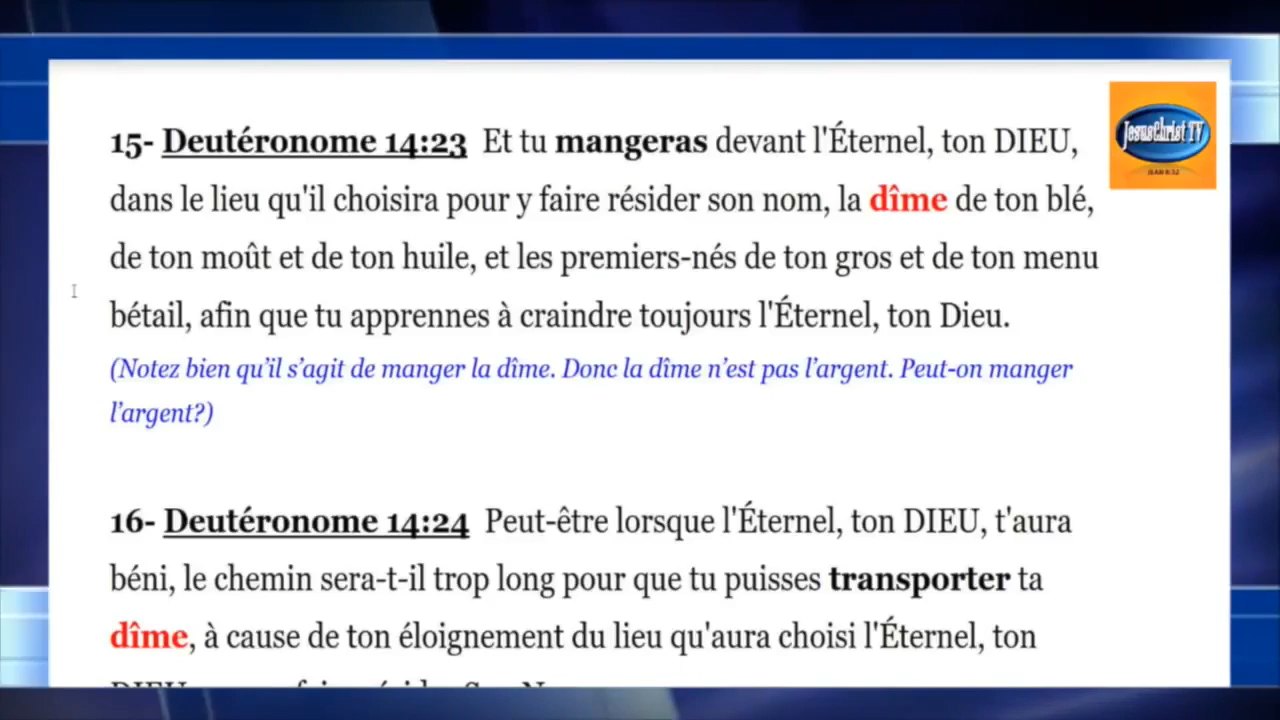 15- Deutéronome 14:23 Et tu mangeras devant l'Éternel, ton DIEU,
dans le lieu qu'il choisira pour y faire résider son nom, la dîme de ton blé,
de ton moût et de ton huile, et les premiers-nés de ton gros et de ton menu
bétail, afin que tu apprennes à craindre toujours l'Éternel, ton Dieu.
(Notez bien qu’il s’agit de manger la dîme. Donc la dîme n’est pas l’argent. Peut-on manger
l’argent?)
16- Deutéronome 14:24 Peut-être lorsque l'Éternel, ton DIEU, t'aura
béni, le chemin sera-t-il trop long pour que tu puisses transporter ta
dîme, à cause de ton éloignement du lieu qu'aura choisi l'Éternel, ton
JesusChrist TV
JEAN 8:32